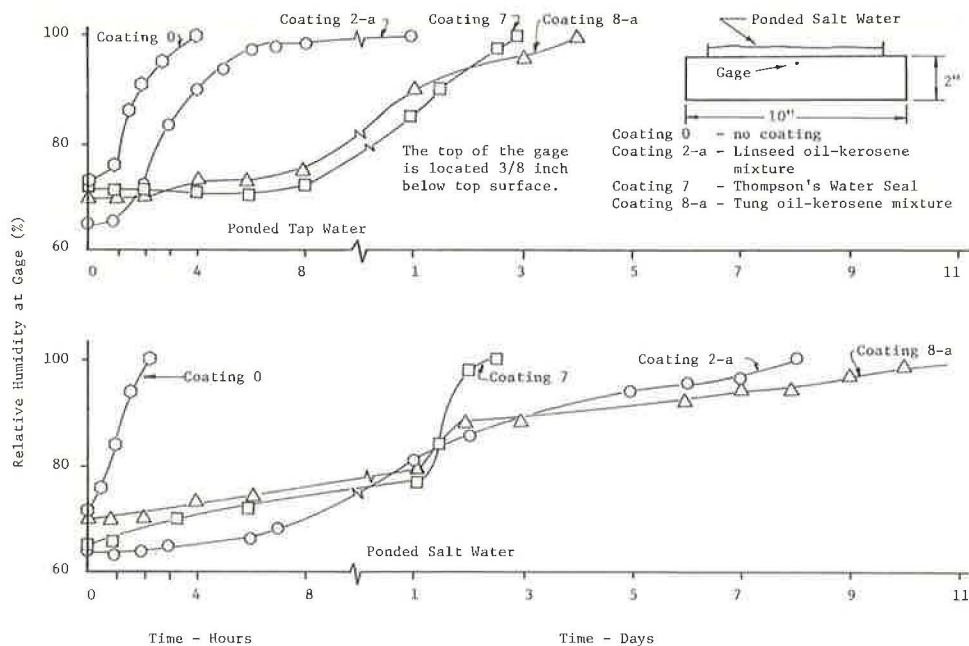 Coating 2-a
Coating 7
Coating 8-a
Coating 0
Ponded Salt Water
Gage
2"
10"
100
80
60
The top of the gage
is located 3/8 inch
below top surface.
Coating 0 - no coating
Coating 2-a - Linseed oil-kerosene
mixture
Coating 7 - Thompson's Water Seal
Coating 8-a - Tung oil-kerosene mixture
Ponded Tap Water
0 4 8 1 3 5 7 9 11
Relative Humidity at Gage (%)
100
80
60
Coating 0
Coating 7
Coating 2-a
Coating 8-a
Ponded Salt Water
0 4 8 1 3 5 7 9 11
Time - Hours
Time - Days